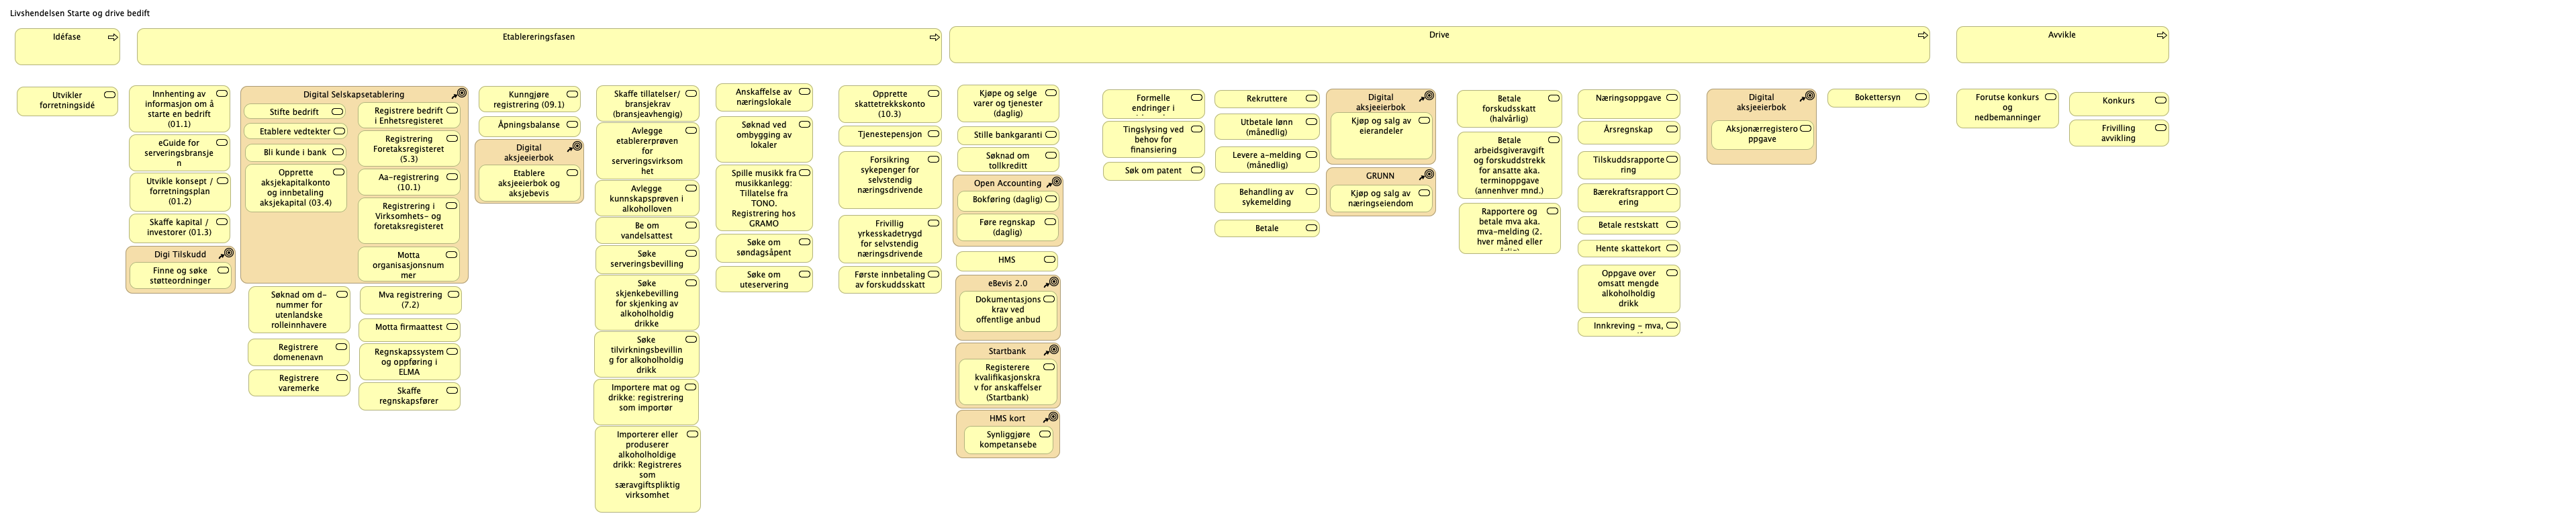 Livshendelsen Starte og drive bedift
Idéfase
Etableringsfasen
Drive
Avvikle
Utvikler
forretningsidé
Innhenting av
informasjon om å
starte en bedrift
(01.1)
eGuide for
serveringsbransje
n
Utvikle konsept /
forretningsplan
(01.2)
Skaffe kapital /
investorer (01.3)
Digi Tilskudd
Finne og søke
støtteordninger
Digital Selskapsetablering
Stifte bedrift
Etablere vedtekter
Bli kunde i bank
Opprette
aksjekapitalkonto
og innbetaling
aksjekapital (03.4)
Registrere bedrift
i Enhetsregisteret
Registrering
Foretaksregisteret
(5.3)
Aa-registrering
(10.1)
Registrering i
Virksomhets- og
foretaksregisteret
Motta
organisasjonsnum
mer
Søknad om d-
nummer for
utenlandske
rolleinnhavere
Registrere
domenenavn
Registrere
varemerke
Mva registrering
(7.2)
Motta firmaattest
Regnskapssystem
og oppføring i
ELMA
Skaffe
regnskapsfører
Kunngjøre
registrering (09.1)
Åpningsbalanse
Digital
aksjeeierbok
Etablere
aksjeeierbok og
aksjebevis
Skaffe tillatelser/
bransjekrav
(bransjeavhengig)
Avlegge
etablererprøven
for
serveringsvirksom
het
Avlegge
kunnskapsprøven i
alkoholloven
Be om
vandelsattest
Søke
serveringsbevilling
Søke
skjenkebevilling
for skjenking av
alkoholholdig
drikke
Søke
tilvirkningsbevillin
g for alkoholholdig
drikk
Importere mat og
drikke: registrering
som importør
Importerer eller
produserer
alkoholholdige
drikk: Registreres
som
særavgiftspliktig
virksomhet
Anskaffelse av
næringslokale
Søknad ved
ombygging av
lokaler
Spille musikk fra
musikkanlegg:
Tillatelse fra
TONO.
Registrering hos
GRAMO
Søke om
søndagsåpent
Søke om
uteservering
Opprette
skattetrekkskonto
(10.3)
Tjenestepensjon
Forsikring
sykepenger for
selvstendig
næringsdrivende
Frivillig
yrkesskadetrygd
for selvstendig
næringsdrivende
Første innbetaling
av forskuddsskatt
Kjøpe og selge
varer og tjenester
(daglig)
Stille bankgaranti
Søknad om
tollkreditt
Open Accounting
Bokføring (daglig)
Føre regnskap
(daglig)
HMS
eBevis 2.0
Dokumentasjons
krav ved
offentlige anbud
Startbank
Registerere
kvalifikasjonskra
v for anskaffelser
(Startbank)
HMS kort
Synliggjøre
kompetansebe
Formelle
endringer i
Tingslysing ved
behov for
finansiering
Søk om patent
Rekruttere
Utbetale lønn
(månedlig)
Levere a-melding
(månedlig)
Behandling av
sykemelding
Betale
Digital
aksjeeierbok
Kjøp og salg av
eierandeler
GRUNN
Kjøp og salg av
næringseiendom
Betale
forskudsskatt
(halvårlig)
Betale
arbeidsgiveravgift
og forskuddstrekk
for ansatte aka.
terminoppgave
(annenhver mnd.)
Rapportere og
betale mva aka.
mva-melding (2.
hver måned eller
Næringsoppgave
Årsregnskap
Tilskuddsrapporte
ring
Bærekraftsrapport
ering
Betale restskatt
Hente skattekort
Oppgave over
omsatt mengde
alkoholholdig
drikk
Innkreving - mva,
Digital
aksjeeierbok
Aksjonærregistero
ppgave
Bokettersyn
Forutse konkurs
og
nedbemanninger
Konkurs
Frivilling
avvikling